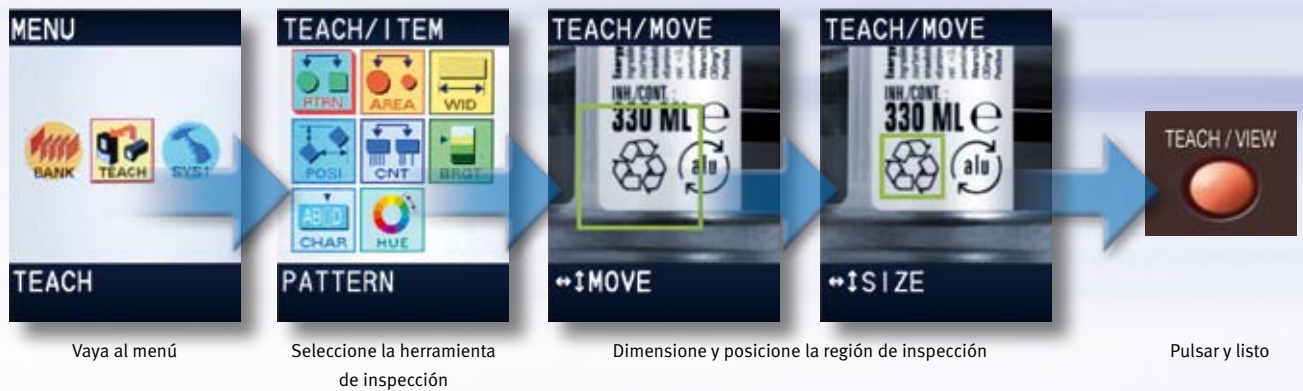 MENU
BANK
TEACH
SYST
TEACH
Vaya al menú
TEACH/ITEM
PTRN
AREA
WID
POSI
CNT
BRGT
CHAR
HUE
PATTERN
Seleccione la herramienta
de inspección
TEACH/MOVE
INH./CONT.:
330 ML e
alu
↔↕MOVE
TEACH/MOVE
INH./CONT.:
330 ML e
alu
↔↕SIZE
Dimensione y posicione la región de inspección
TEACH / VIEW
Pulsar y listo